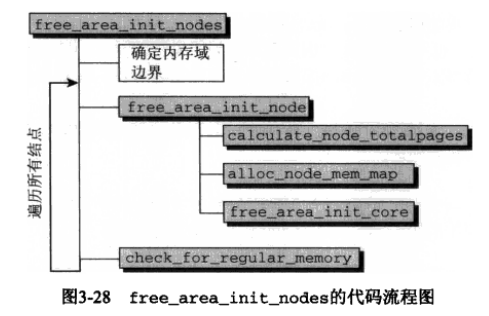 free_area_init_nodes
确定内存域
边界
free_area_init_node
calculate_node_totalpages
alloc_node_mem_map
free_area_init_core
遍历所有结点
check_for_regular_memory
图3-28 free_area_init_nodes的代码流程图